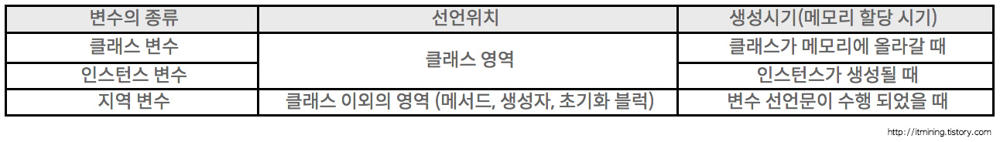 변수의 종류 선언위치 생성시기(메모리 할당 시기)
클래스 변수 클래스 영역 클래스가 메모리에 올라갈 때
인스턴스 변수 인스턴스가 생성될 때
지역 변수 클래스 이외의 영역 (메서드, 생성자, 초기화 블럭) 변수 선언문이 수행 되었을 때
http://itmining.tistory.com